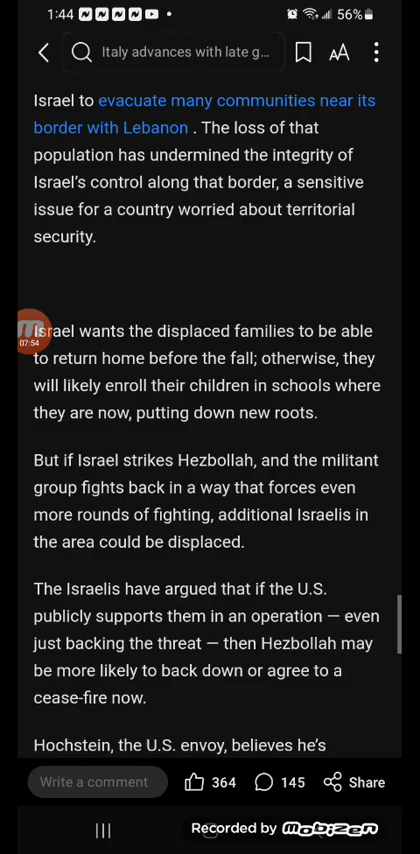 1:44
56%
Italy advances with late g...
AA
Israel to evacuate many communities near its
border with Lebanon . The loss of that
population has undermined the integrity of
Israel's control along that border, a sensitive
issue for a country worried about territorial
security.
Israel wants the displaced families to be able
07:54
to return home before the fall; otherwise, they
will likely enroll their children in schools where
they are now, putting down new roots.
But if Israel strikes Hezbollah, and the militant
group fights back in a way that forces even
more rounds of fighting, additional Israelis in
the area could be displaced.
The Israelis have argued that if the U.S.
publicly supports them in an operation — even
just backing the threat — then Hezbollah may
be more likely to back down or agree to a
cease-fire now.
Hochstein, the U.S. envoy, believes he's
Write a comment 364 145 Share
Recorded by mobizen